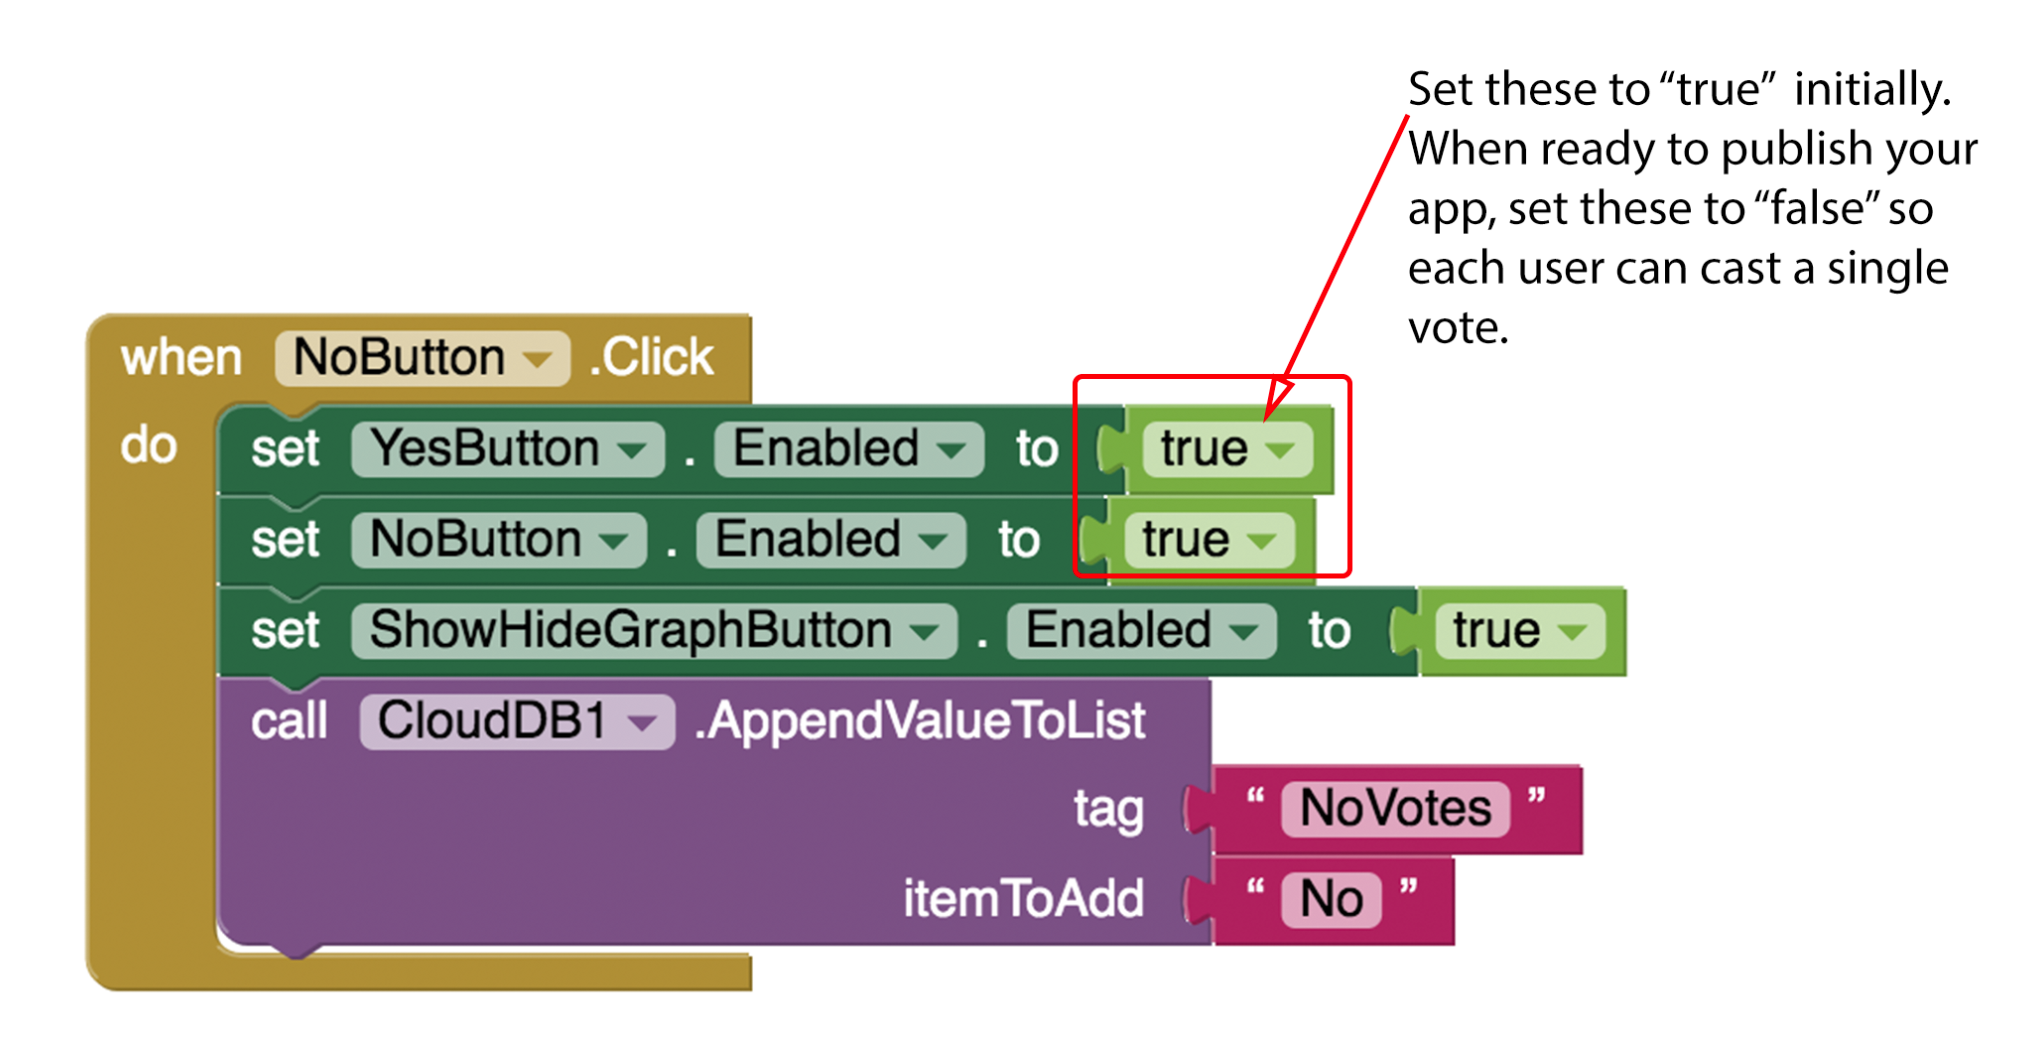 Set these to “true” initially.
When ready to publish your
app, set these to “false” so
each user can cast a single
vote.
when NoButton .Click
do set YesButton . Enabled to true
set NoButton . Enabled to true
set ShowHideGraphButton . Enabled to true
call CloudDB1 .AppendValueToList
tag “ NoVotes ”
itemToAdd “ No ”